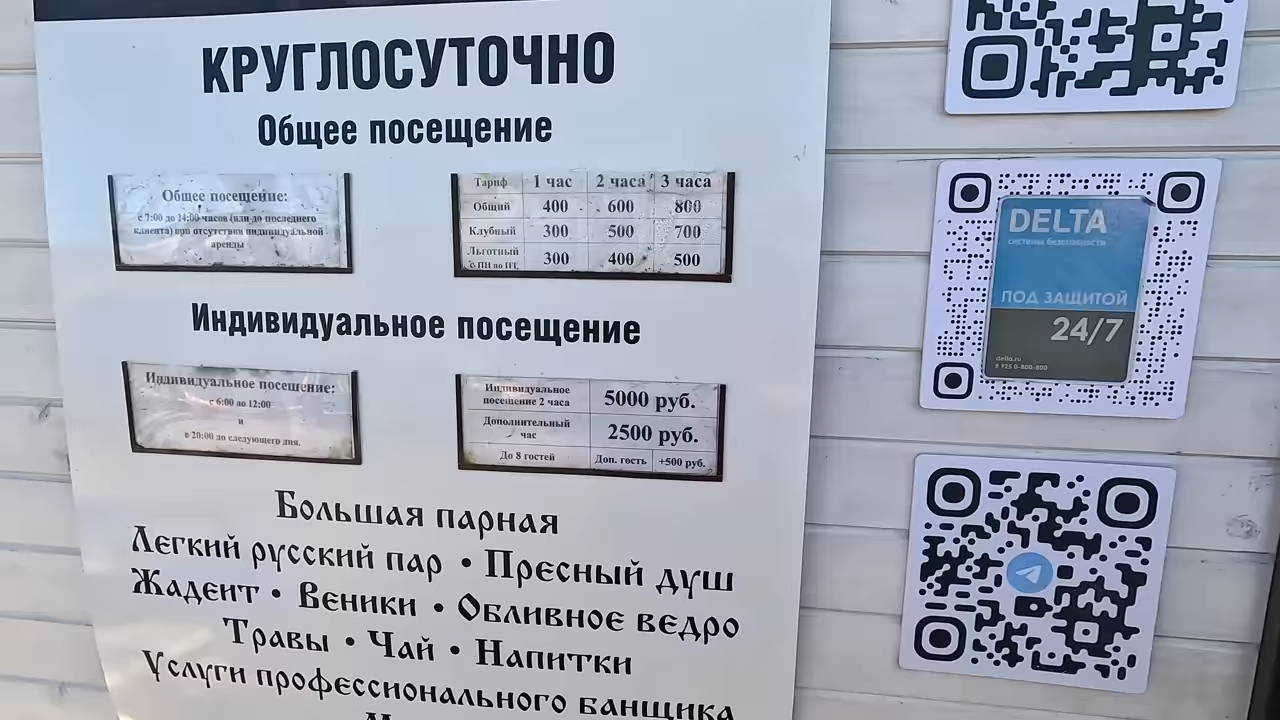 КРУГЛОСУТОЧНО
Общее посещение
Общее посещение:
с 7:00 до 14:00 часов (или до последнего
клиента) при отсутствии индивидуальной
аренды
Тариф 1 час 2 часа 3 часа
Общий 400 600 800
Клубный 300 500 700
Льготный 300 400 500
Индивидуальное посещение
Индивидуальное посещение:
с 6:00 до 12:00
и
с 20:00 до следующего дня.
Индивидуальное
посещение 2 часа 5000 руб.
Дополнительный
час 2500 руб.
До 8 гостей Доп. гость +500 руб.
Большая парная
Легкий русский пар • Пресный душ
Жадеит • Веники • Обливное ведро
Травы • Чай • Напитки
Услуги профессионального банщика
DELTA
системы безопасности
ПОД ЗАЩИТОЙ
24/7
delta.ru
8 925 0-800-800